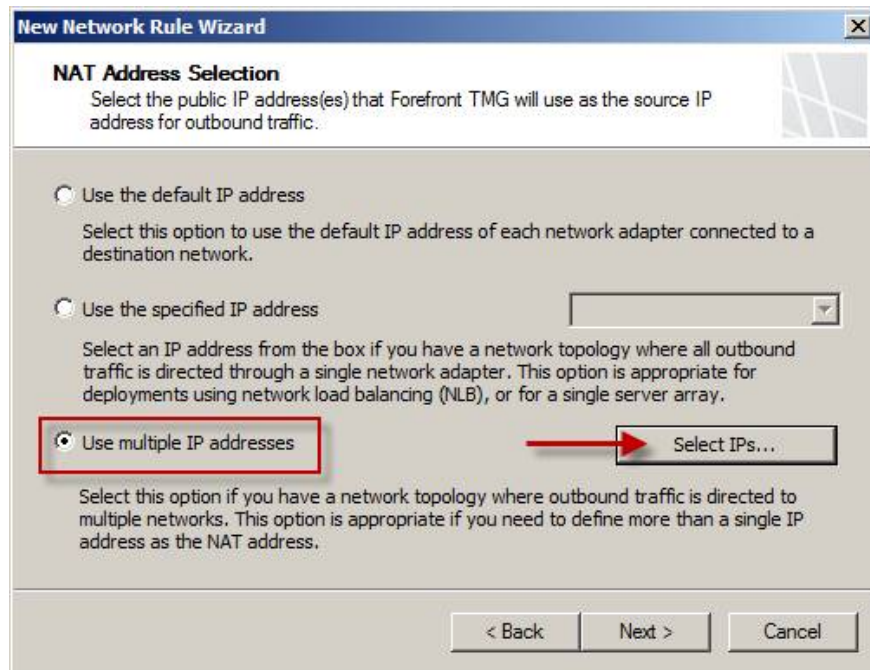 New Network Rule Wizard
NAT Address Selection
Select the public IP address(es) that Forefront TMG will use as the source IP
address for outbound traffic.
Use the default IP address
Select this option to use the default IP address of each network adapter connected to a
destination network.
Use the specified IP address
Select an IP address from the box if you have a network topology where all outbound
traffic is directed through a single network adapter. This option is appropriate for
deployments using network load balancing (NLB), or for a single server array.
Use multiple IP addresses
Select IPs...
Select this option if you have a network topology where outbound traffic is directed to
multiple networks. This option is appropriate if you need to define more than a single IP
address as the NAT address.
< Back
Next >
Cancel